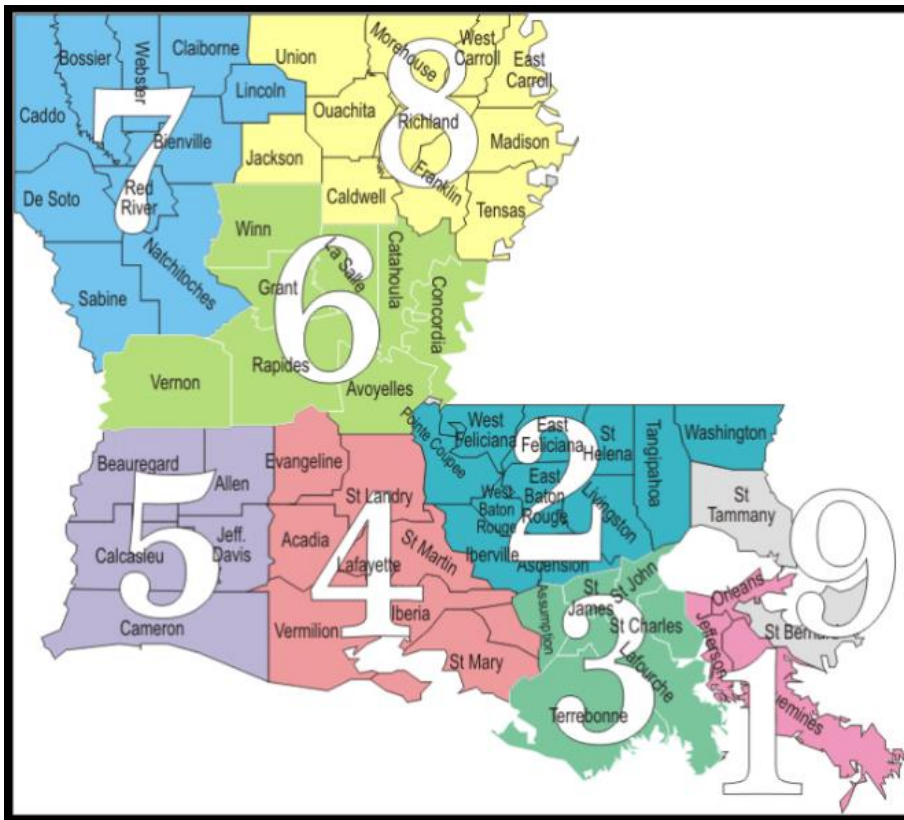 Claiborne
Bossier
Webster
Union
Morehouse
West
Carroll
East
Carroll
Lincoln
Caddo
Ouachita
Richland
7
8
Bienville
Madison
Jackson
Franklin
De Soto
Red
River
Caldwell
Tensas
Winn
Natchitoches
La Salle
Catahoula
Sabine
Grant
6
Concordia
Vernon
Rapides
Avoyelles
Pointe Coupee
West
Feliciana
East
Feliciana
St
Helena
Tangipahoa
Washington
2
Beauregard
Allen
Evangeline
St Landry
West
Baton
Rouge
East
Baton
Rouge
Livingston
St
Tammany
9
5
4
Calcasieu
Jeff.
Davis
Acadia
Lafayette
St Martin
Iberville
Ascension
Assumption
St
James
St John
Orleans
Cameron
Vermilion
Iberia
St Charles
Jefferson
St Bernard
St Mary
3
Lafourche
Terrebonne
1
uemines